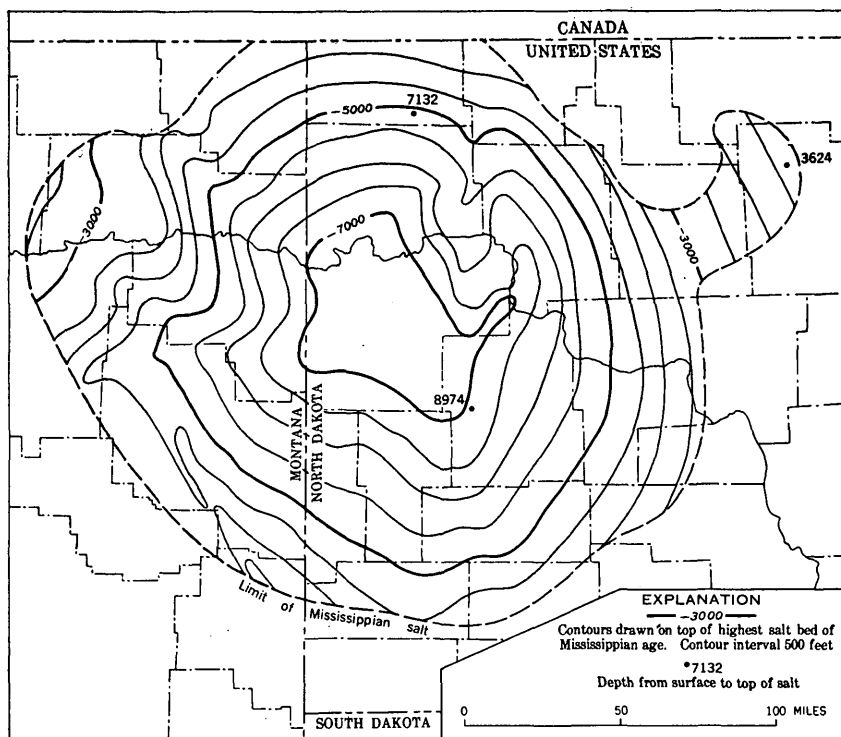 CANADA
UNITED STATES
7132
-5000
3624
-3000
-7000
-3000
8974
MONTANA
NORTH DAKOTA
Limit of Mississippian salt
EXPLANATION
-3000
Contours drawn on top of highest salt bed of
Mississippian age. Contour interval 500 feet
•7132
Depth from surface to top of salt
0 50 100 MILES
SOUTH DAKOTA